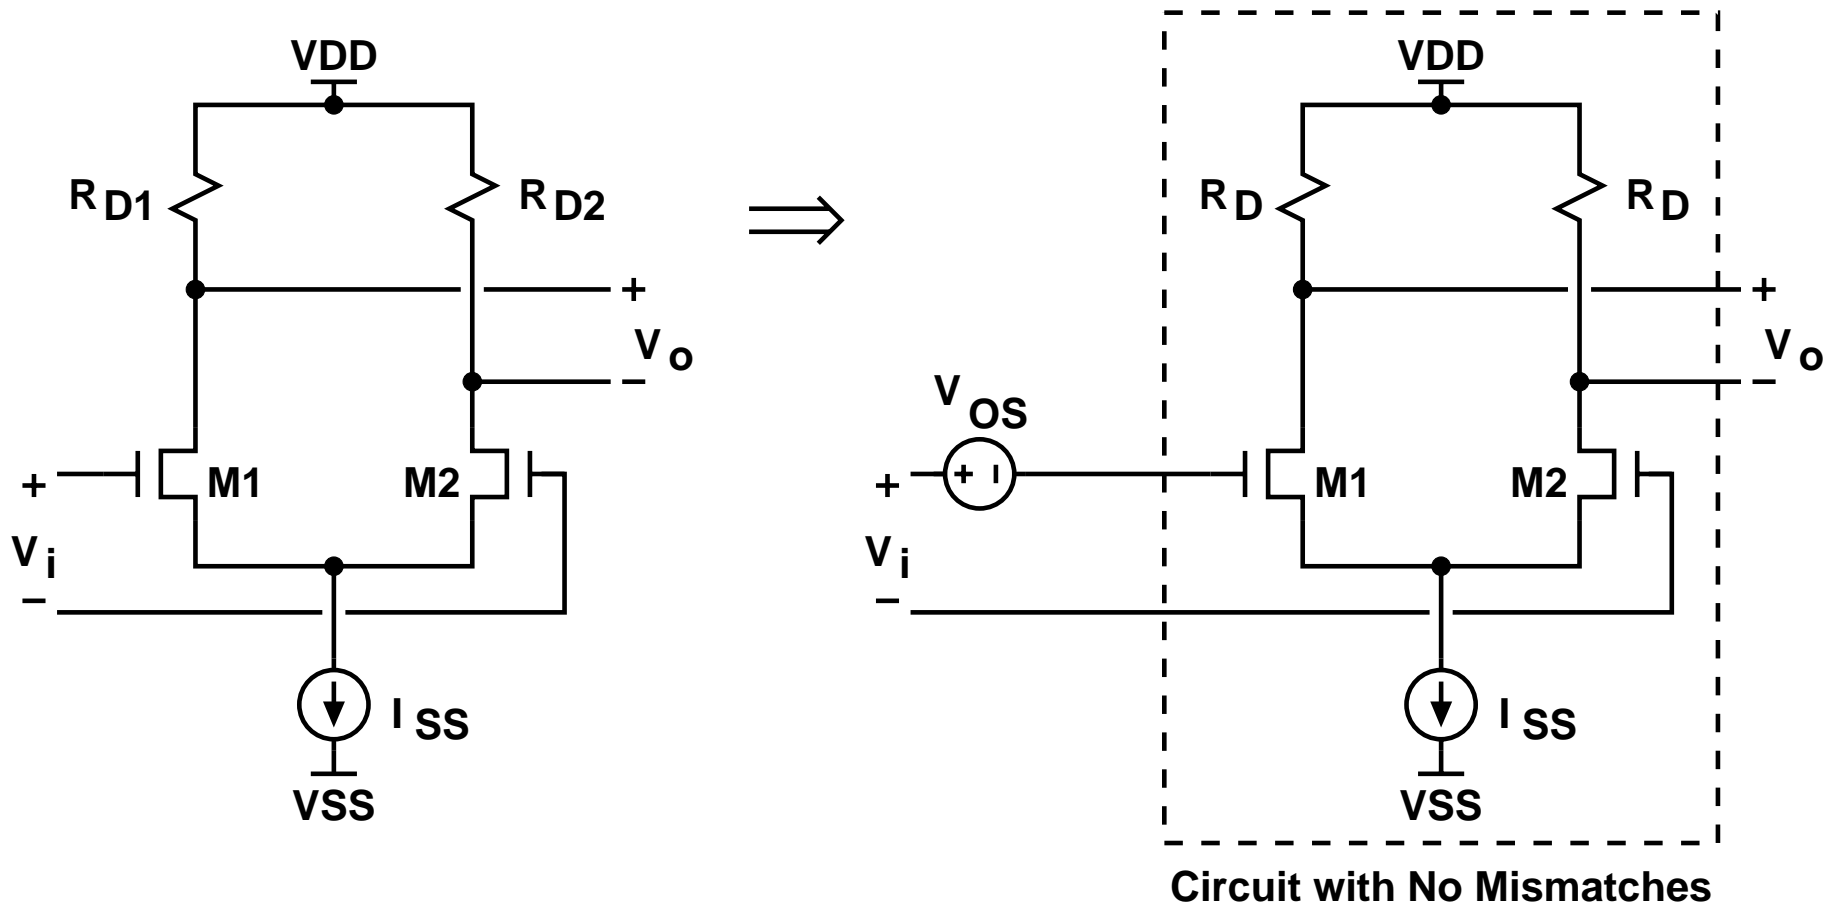 VDD
R D1
R D2
+
V o
−
+
M1
M2
V i
−
I SS
VSS
VDD
R D
R D
+
V o
−
V OS
+ −
+
M1
M2
V i
−
I SS
VSS
Circuit with No Mismatches